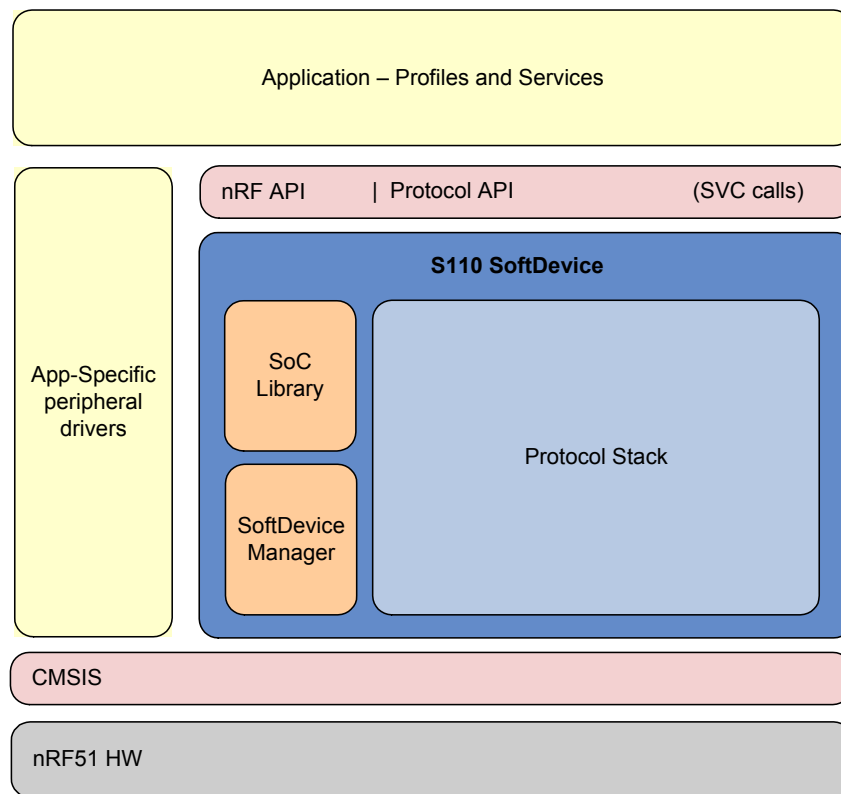 Application – Profiles and Services
nRF API | Protocol API (SVC calls)
S110 SoftDevice
App-Specific
peripheral
drivers
SoC
Library
Protocol Stack
SoftDevice
Manager
CMSIS
nRF51 HW